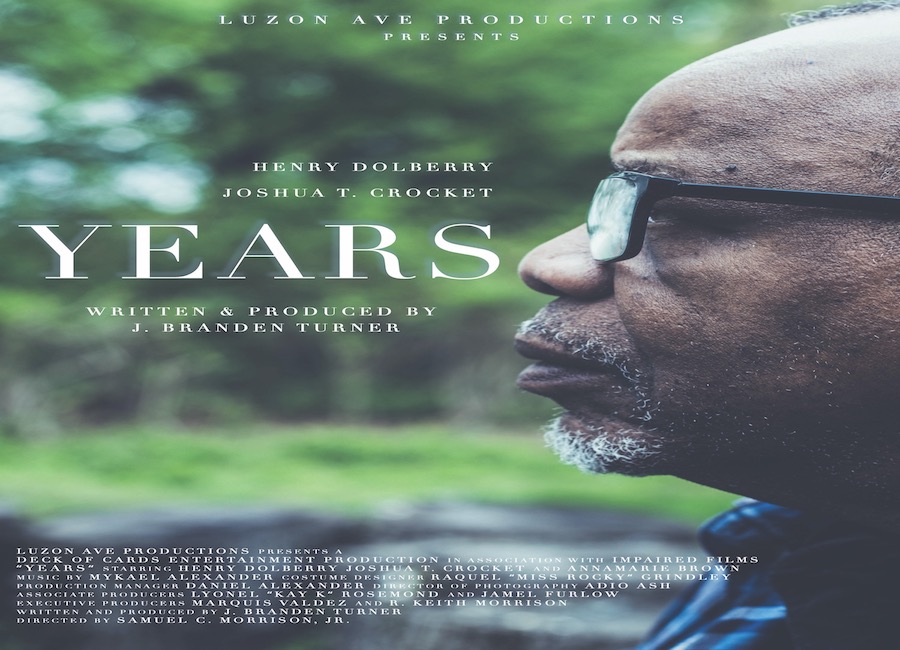 LUZON AVE PRODUCTIONS
PRESENTS
HENRY DOLBERRY
JOSHUA T. CROCKET
YEARS
WRITTEN & PRODUCED BY
J. BRANDEN TURNER
LUZON AVE PRODUCTIONS PRESENTS A
DECK OF CARDS ENTERTAINMENT PRODUCTION IN ASSOCIATION WITH IMPAIRED FILMS
"YEARS" STARRING HENRY DOLBERRY JOSHUA T. CROCKET AND ANNAMARIE BROWN
MUSIC BY MYKAEL ALEXANDER COSTUME DESIGNER RAQUEL "MISS ROCKY" GRINDLEY
PRODUCTION MANAGER DANIEL ALEXANDER DIRECTOR OF PHOTOGRAPHY ADIO ASH
ASSOCIATE PRODUCERS LYONEL "KAY K" ROSEMOND AND JAMEL FURLOW
EXECUTIVE PRODUCERS MARQUIS VALDEZ AND R. KEITH MORRISON
WRITTEN AND PRODUCED BY J. BRANDEN TURNER
DIRECTED BY SAMUEL C. MORRISON, JR.